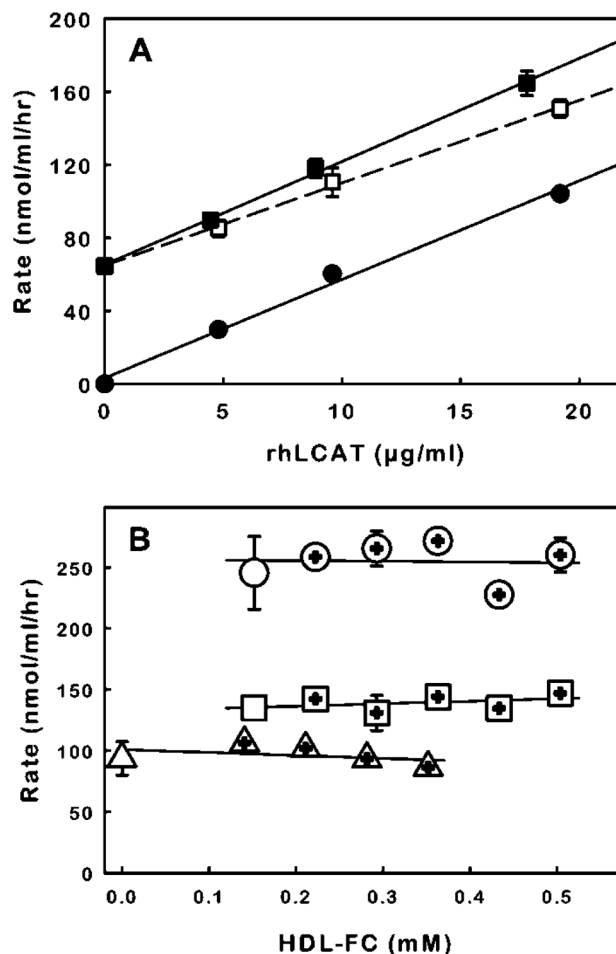 A
200
160
120
80
40
0
Rate (nmol/ml/hr)
0 5 10 15 20
rhLCAT (µg/ml)
B
250
200
150
100
50
0
Rate (nmol/ml/hr)
0.0 0.1 0.2 0.3 0.4 0.5
HDL-FC (mM)